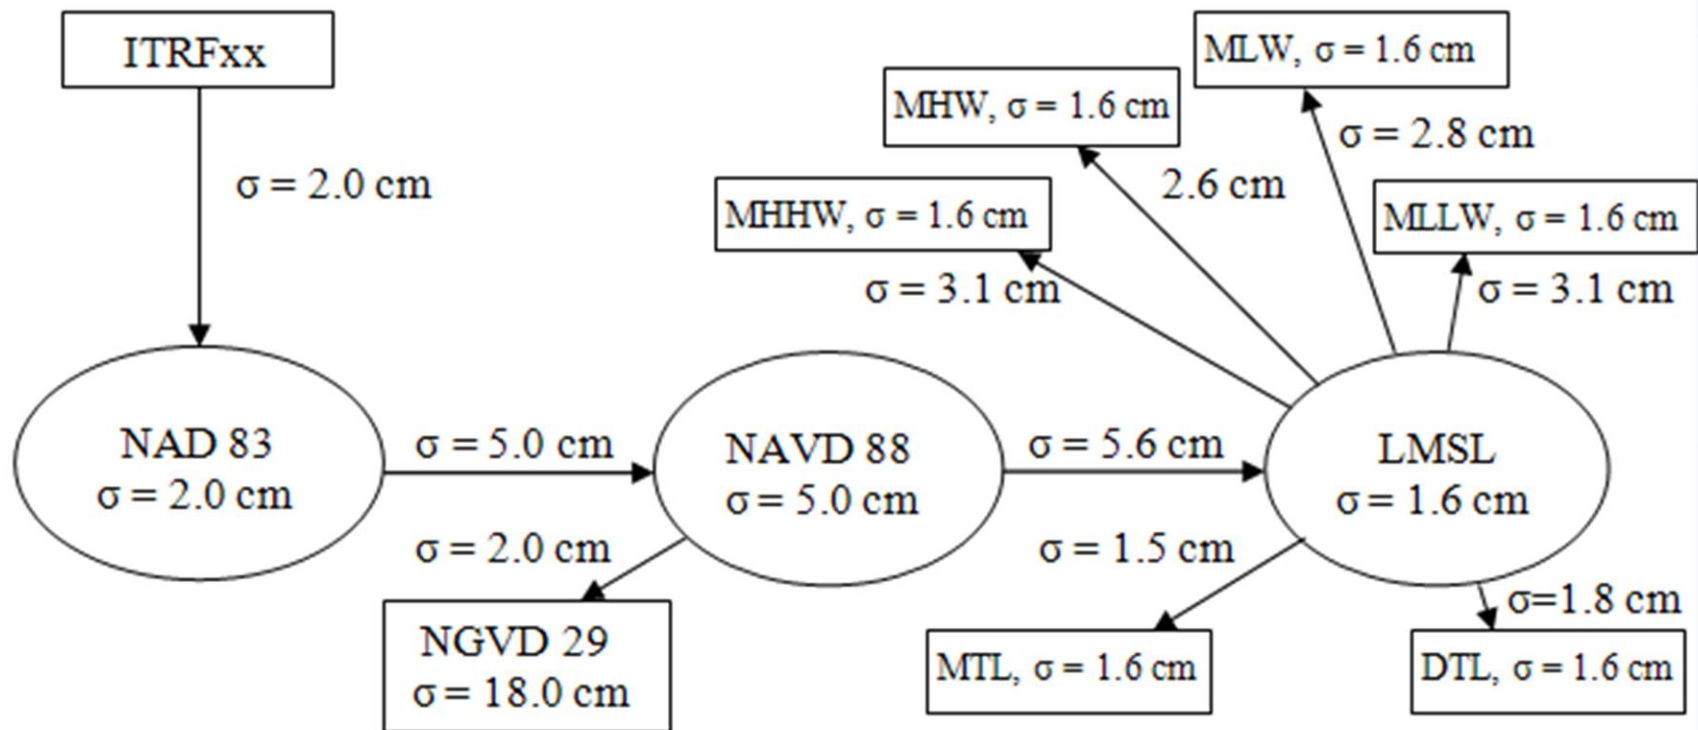 ITRFxx
σ = 2.0 cm
MLW, σ = 1.6 cm
MHW, σ = 1.6 cm
σ = 2.8 cm
2.6 cm
MHHW, σ = 1.6 cm
MLLW, σ = 1.6 cm
σ = 3.1 cm
σ = 3.1 cm
NAD 83
σ = 2.0 cm
σ = 5.0 cm
NAVD 88
σ = 5.0 cm
σ = 5.6 cm
LMSL
σ = 1.6 cm
σ = 2.0 cm
σ = 1.5 cm
σ=1.8 cm
NGVD 29
σ = 18.0 cm
MTL, σ = 1.6 cm
DTL, σ = 1.6 cm